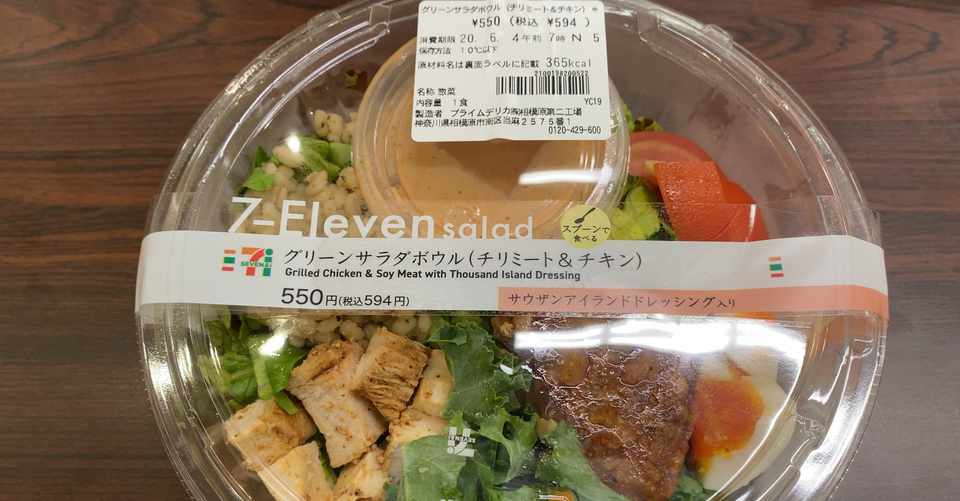 グリーンサラダボウル(チリミート&チキン)
¥550(税込 ¥594)
消費期限 20. 6. 4午前 7時 N 5
保存方法 10℃以下
原材料名は裏面ラベルに記載 365kcal
2100198200522
名称 惣菜
内容量 1食
YC19
製造者 プライムデリカ㈱相模原第二工場
神奈川県相模原市南区当麻2575番1
0120-429-600
7-Eleven salad
スプーンで
食べる
SEVEN
グリーンサラダボウル(チリミート&チキン)
Grilled Chicken & Soy Meat with Thousand Island Dressing
550円(税込594円)
サウザンアイランドドレッシング入り